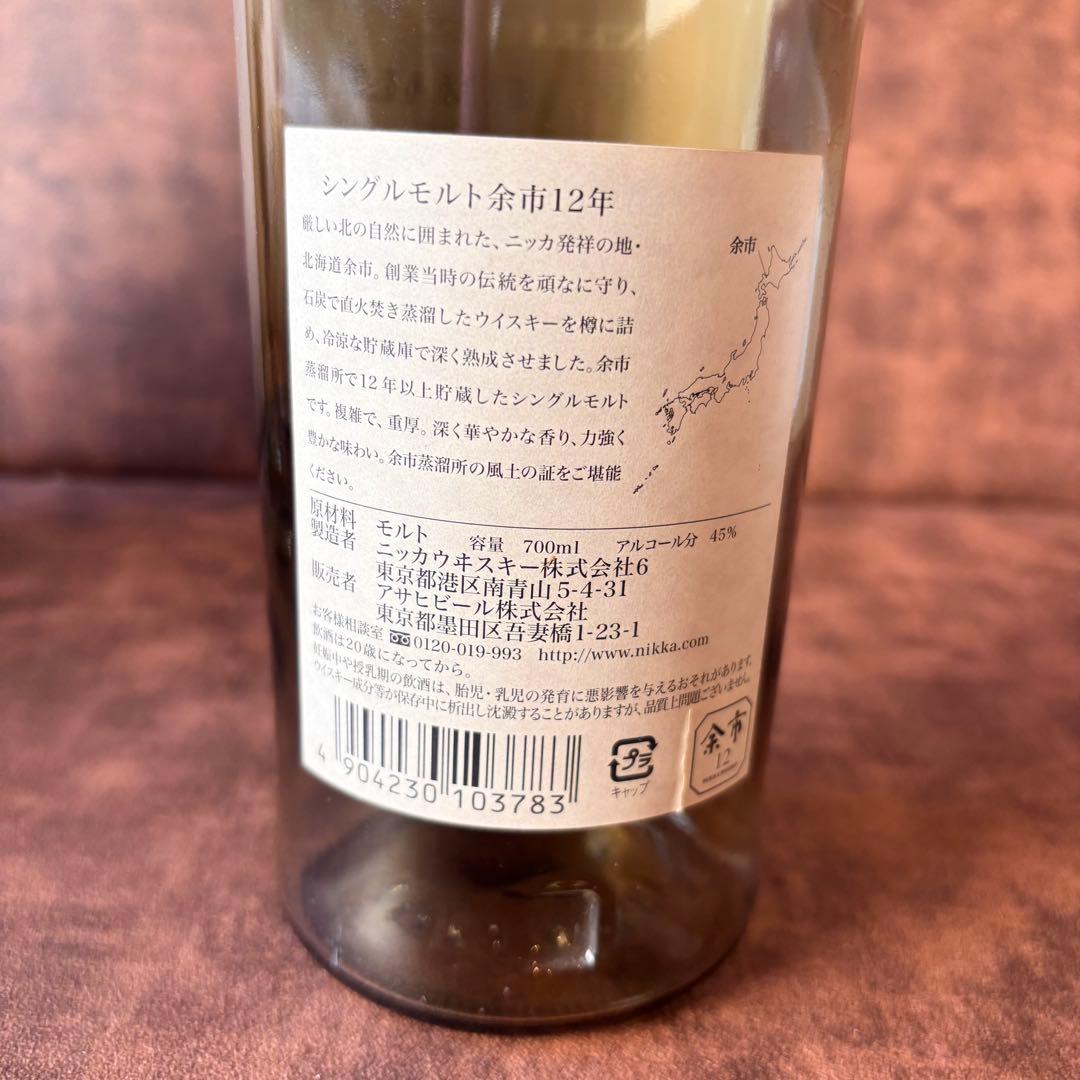 シングルモルト余市12年
厳しい北の自然に囲まれた、ニッカ発祥の地・
北海道余市。創業当時の伝統を頑なに守り、
石炭で直火焚き蒸溜したウイスキーを樽に詰
め、冷涼な貯蔵庫で深く熟成させました。余市
蒸溜所で12年以上貯蔵したシングルモルト
です。複雑で、重厚。深く華やかな香り、力強く
豊かな味わい。余市蒸溜所の風土の証をご堪能
ください。
余市
原材料 モルト 容量 700ml アルコール分 45%
製造者 ニッカウヰスキー株式会社6
東京都港区南青山5-4-31
販売者 アサヒビール株式会社
東京都墨田区吾妻橋1-23-1
お客様相談室 0120-019-993 http://www.nikka.com
飲酒は20歳になってから。
妊娠中や授乳期の飲酒は、胎児・乳児の発育に悪影響を与えるおそれがあります。
ウイスキー成分等が保存中に析出し沈澱することがありますが、品質上問題ございません。
4 904230 103783
プラ
キャップ
余市
12